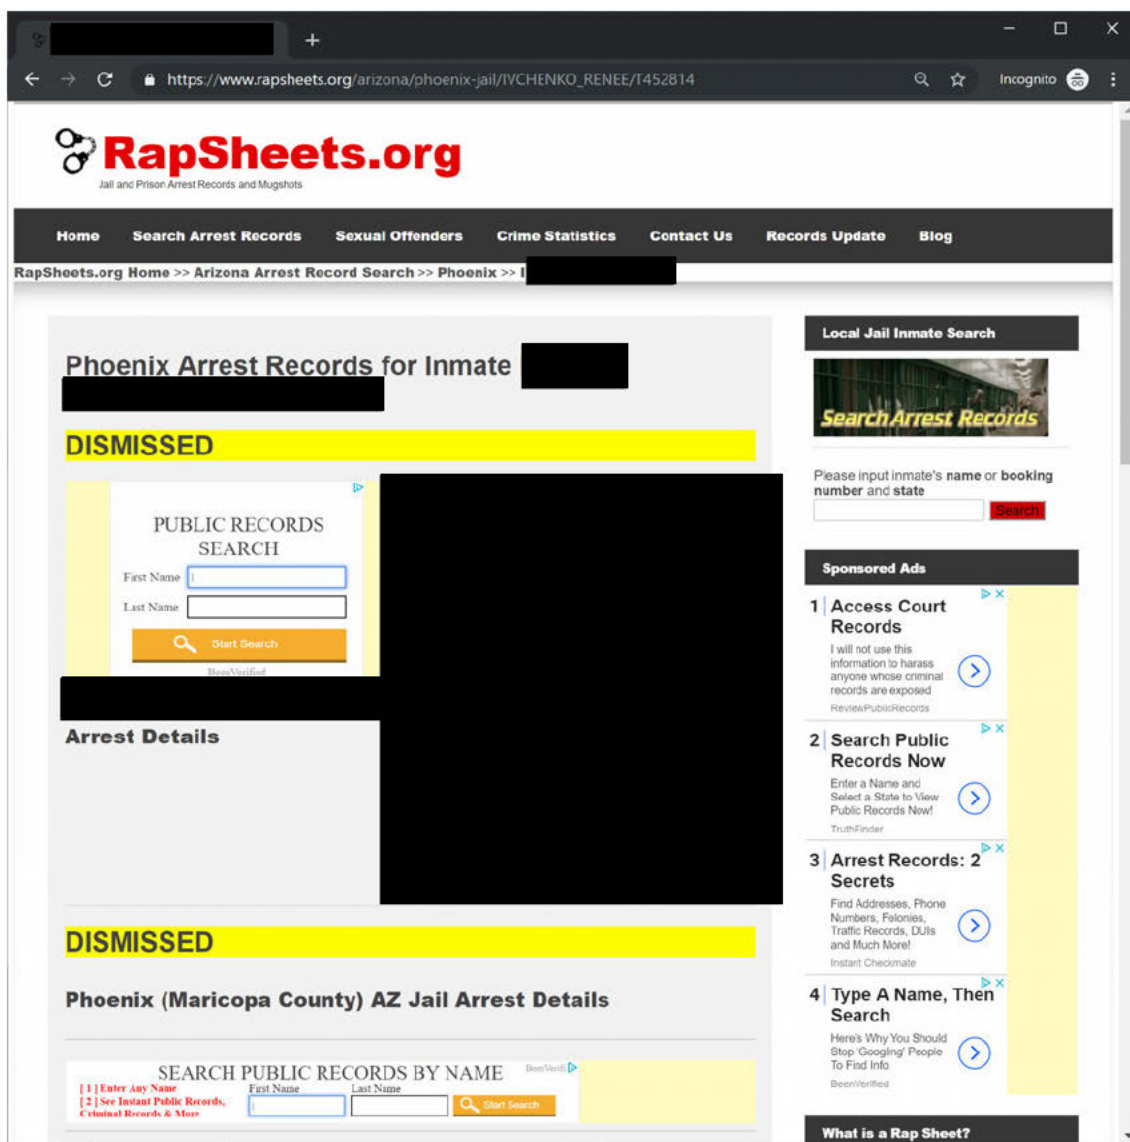 https://www.rapsheets.org/arizona/phoenix-jail/IVCHENKO_RENEE/T452814
Incognito
RapSheets.org
Jail and Prison Arrest Records and Mugshots
Home Search Arrest Records Sexual Offenders Crime Statistics Contact Us Records Update Blog
RapSheets.org Home >> Arizona Arrest Record Search >> Phoenix >> I
Phoenix Arrest Records for Inmate
DISMISSED
PUBLIC RECORDS
SEARCH
First Name
Last Name
Start Search
BeenVerified
Arrest Details
DISMISSED
Phoenix (Maricopa County) AZ Jail Arrest Details
SEARCH PUBLIC RECORDS BY NAME
BeenVerifi
[ 1 ] Enter Any Name
[ 2 ] See Instant Public Records,
Criminal Records & More
First Name
Last Name
Start Search
Local Jail Inmate Search
Search Arrest Records
Please input inmate's name or booking
number and state
Search
Sponsored Ads
1 Access Court
Records
I will not use this
information to harass
anyone whose criminal
records are exposed
ReviewPublicRecords
2 Search Public
Records Now
Enter a Name and
Select a State to View
Public Records Now!
TruthFinder
3 Arrest Records: 2
Secrets
Find Addresses, Phone
Numbers, Felonies,
Traffic Records, DUIs
and Much More!
Instant Checkmate
4 Type A Name, Then
Search
Here's Why You Should
Stop 'Googling' People
To Find Info
BeenVerified
What is a Rap Sheet?